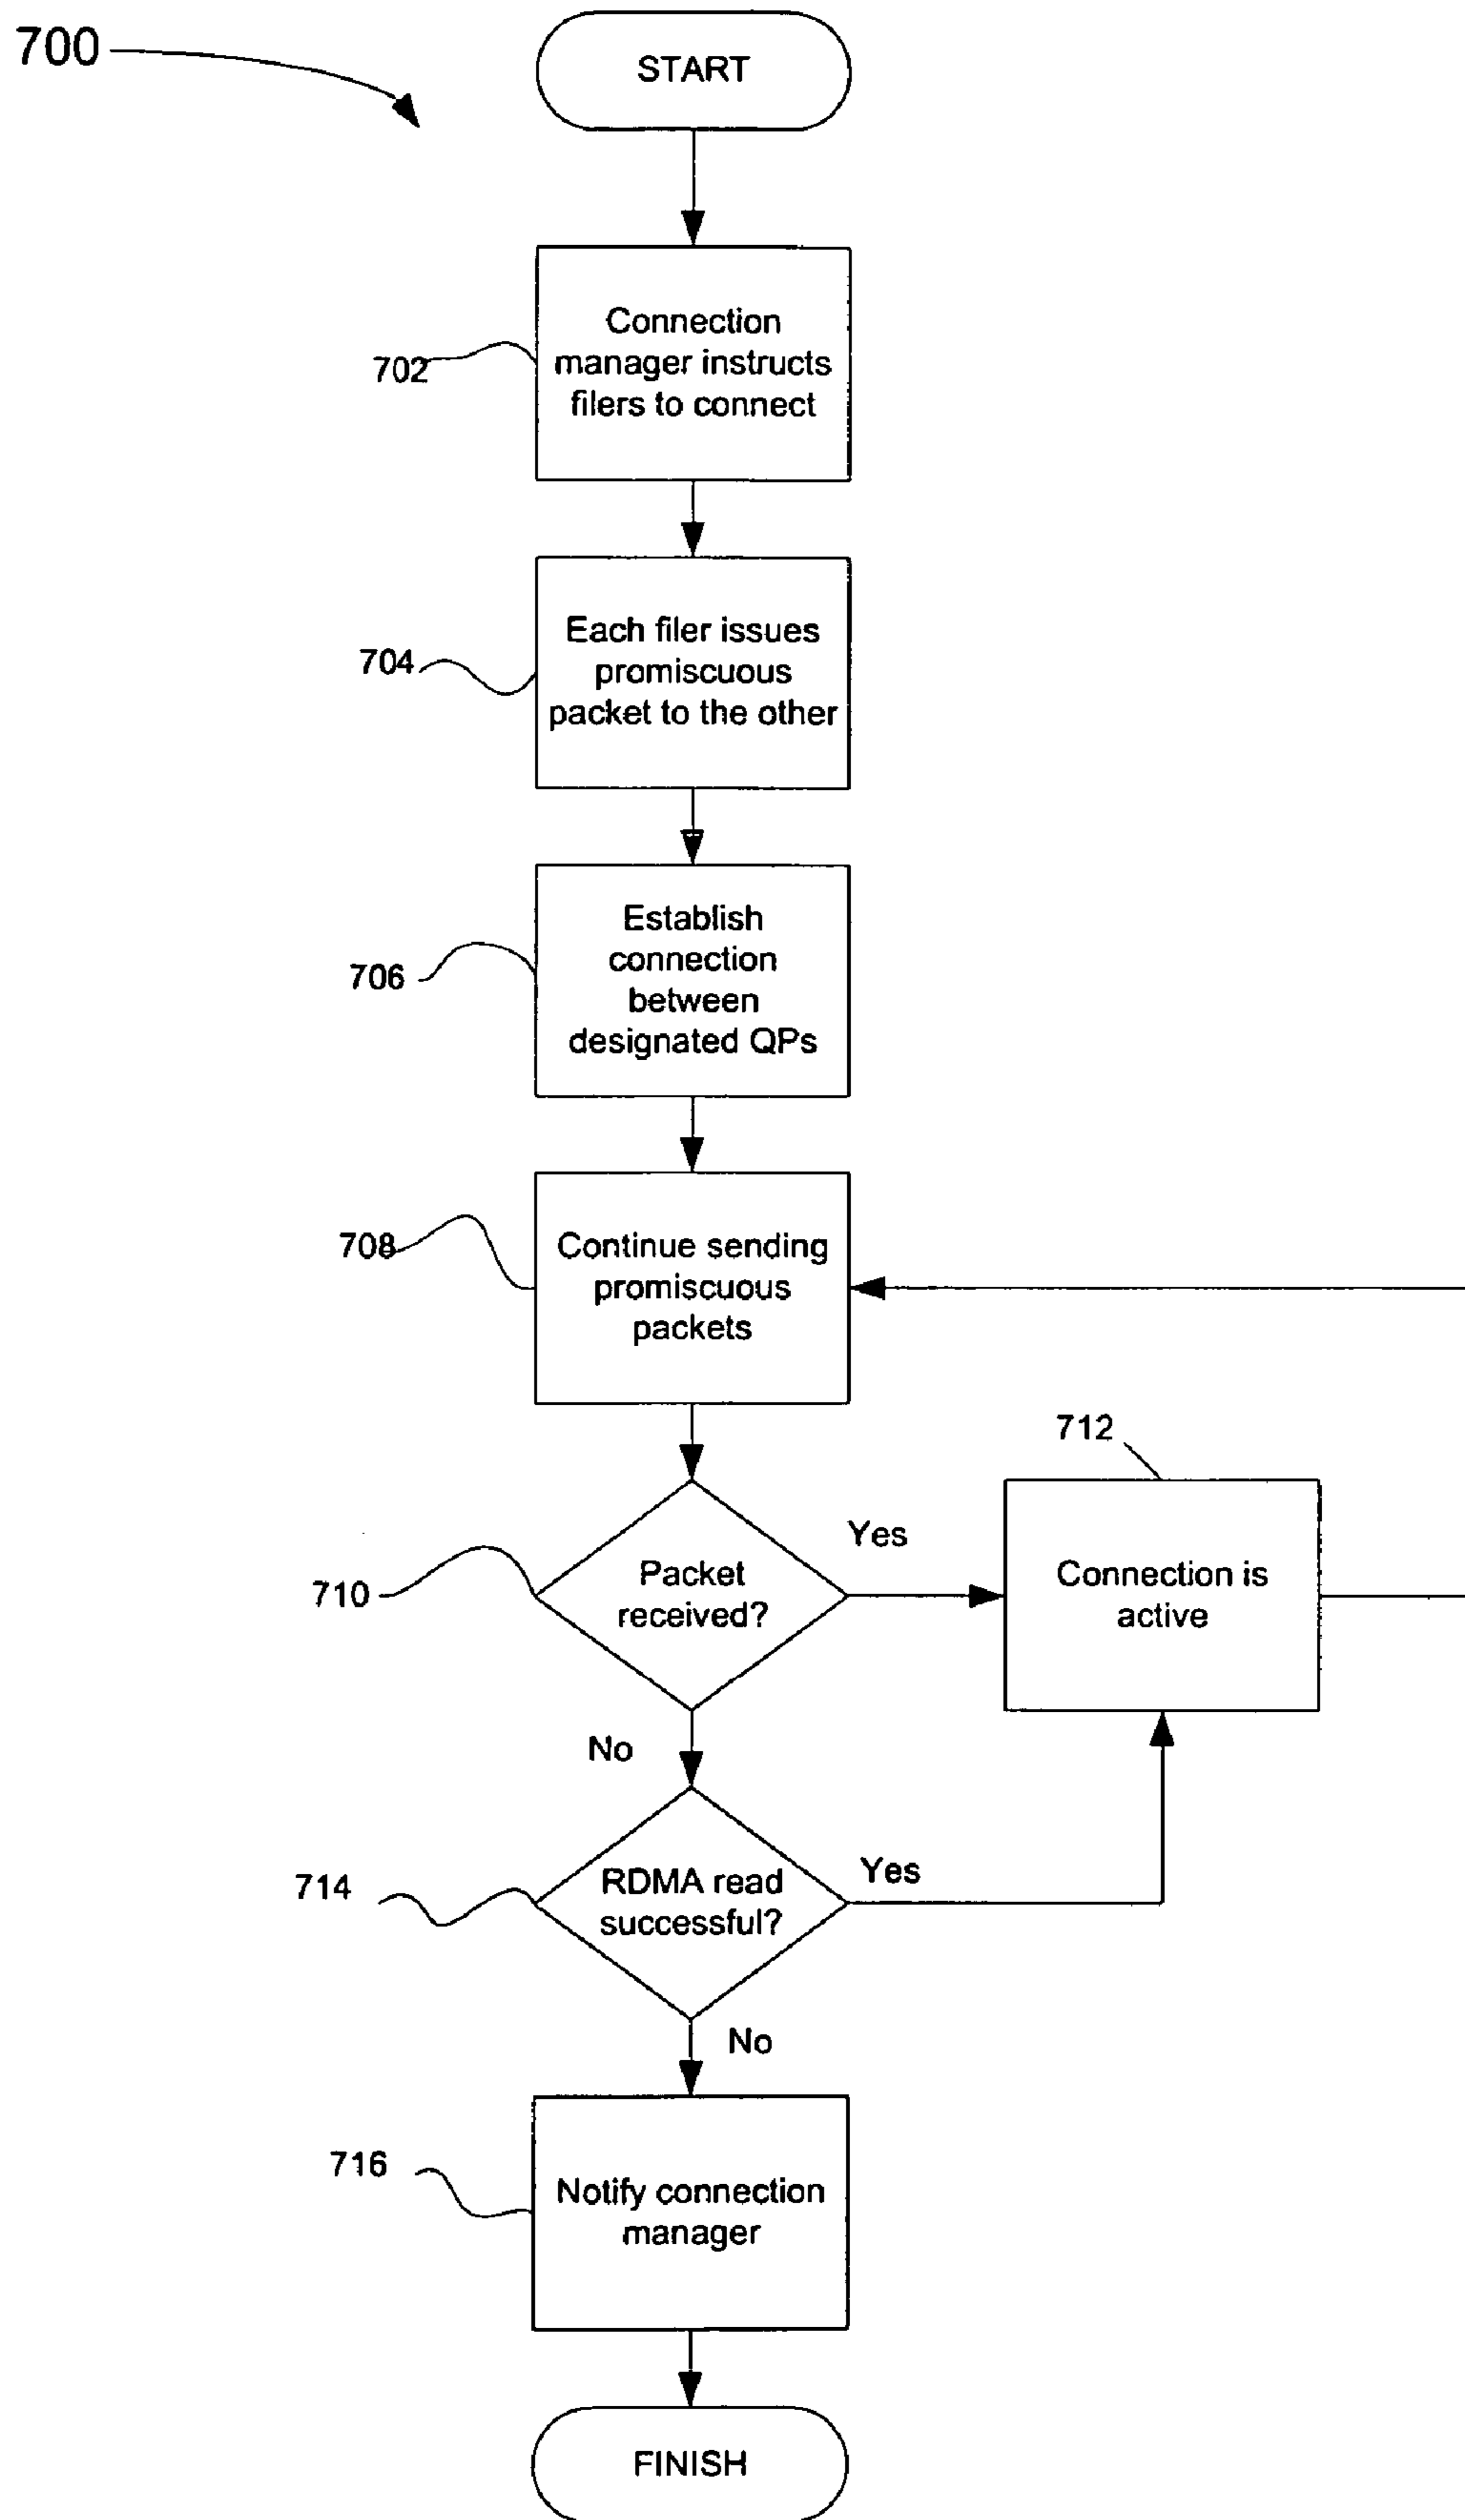 700
START
702
Connection
manager instructs
filers to connect
704
Each filer issues
promiscuous
packet to the other
706
Establish
connection
between
designated QPs
708
Continue sending
promiscuous
packets
712
710
Packet
received?
Yes
Connection is
active
No
714
RDMA read
successful?
Yes
No
716
Notify connection
manager
FINISH